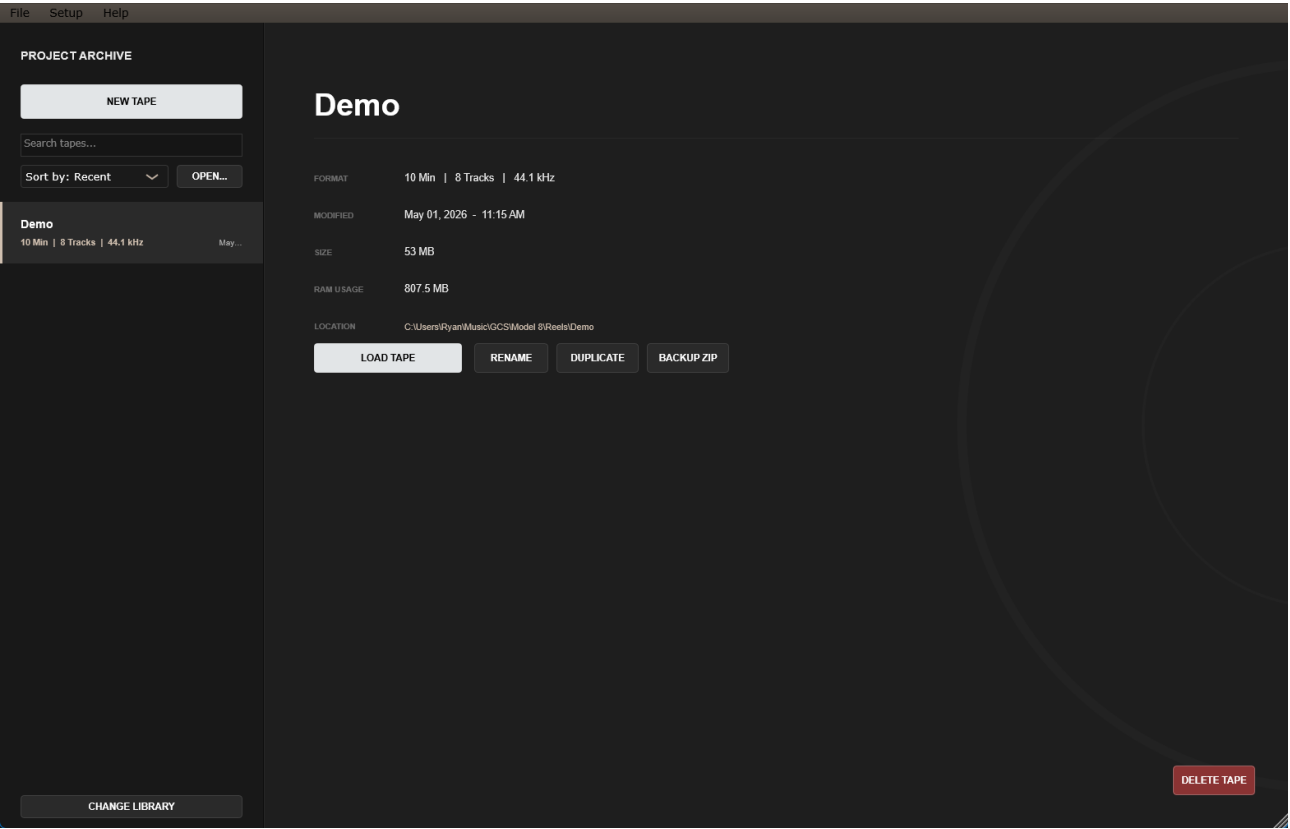 File Setup Help
PROJECT ARCHIVE
NEW TAPE
Search tapes...
Sort by: Recent
OPEN...
Demo
10 Min | 8 Tracks | 44.1 kHz
May...
CHANGE LIBRARY
Demo
FORMAT 10 Min | 8 Tracks | 44.1 kHz
MODIFIED May 01, 2026 - 11:15 AM
SIZE 53 MB
RAM USAGE 807.5 MB
LOCATION C:\Users\Ryan\Music\GCS\Model 8\Reels\Demo
LOAD TAPE RENAME DUPLICATE BACKUP ZIP
DELETE TAPE